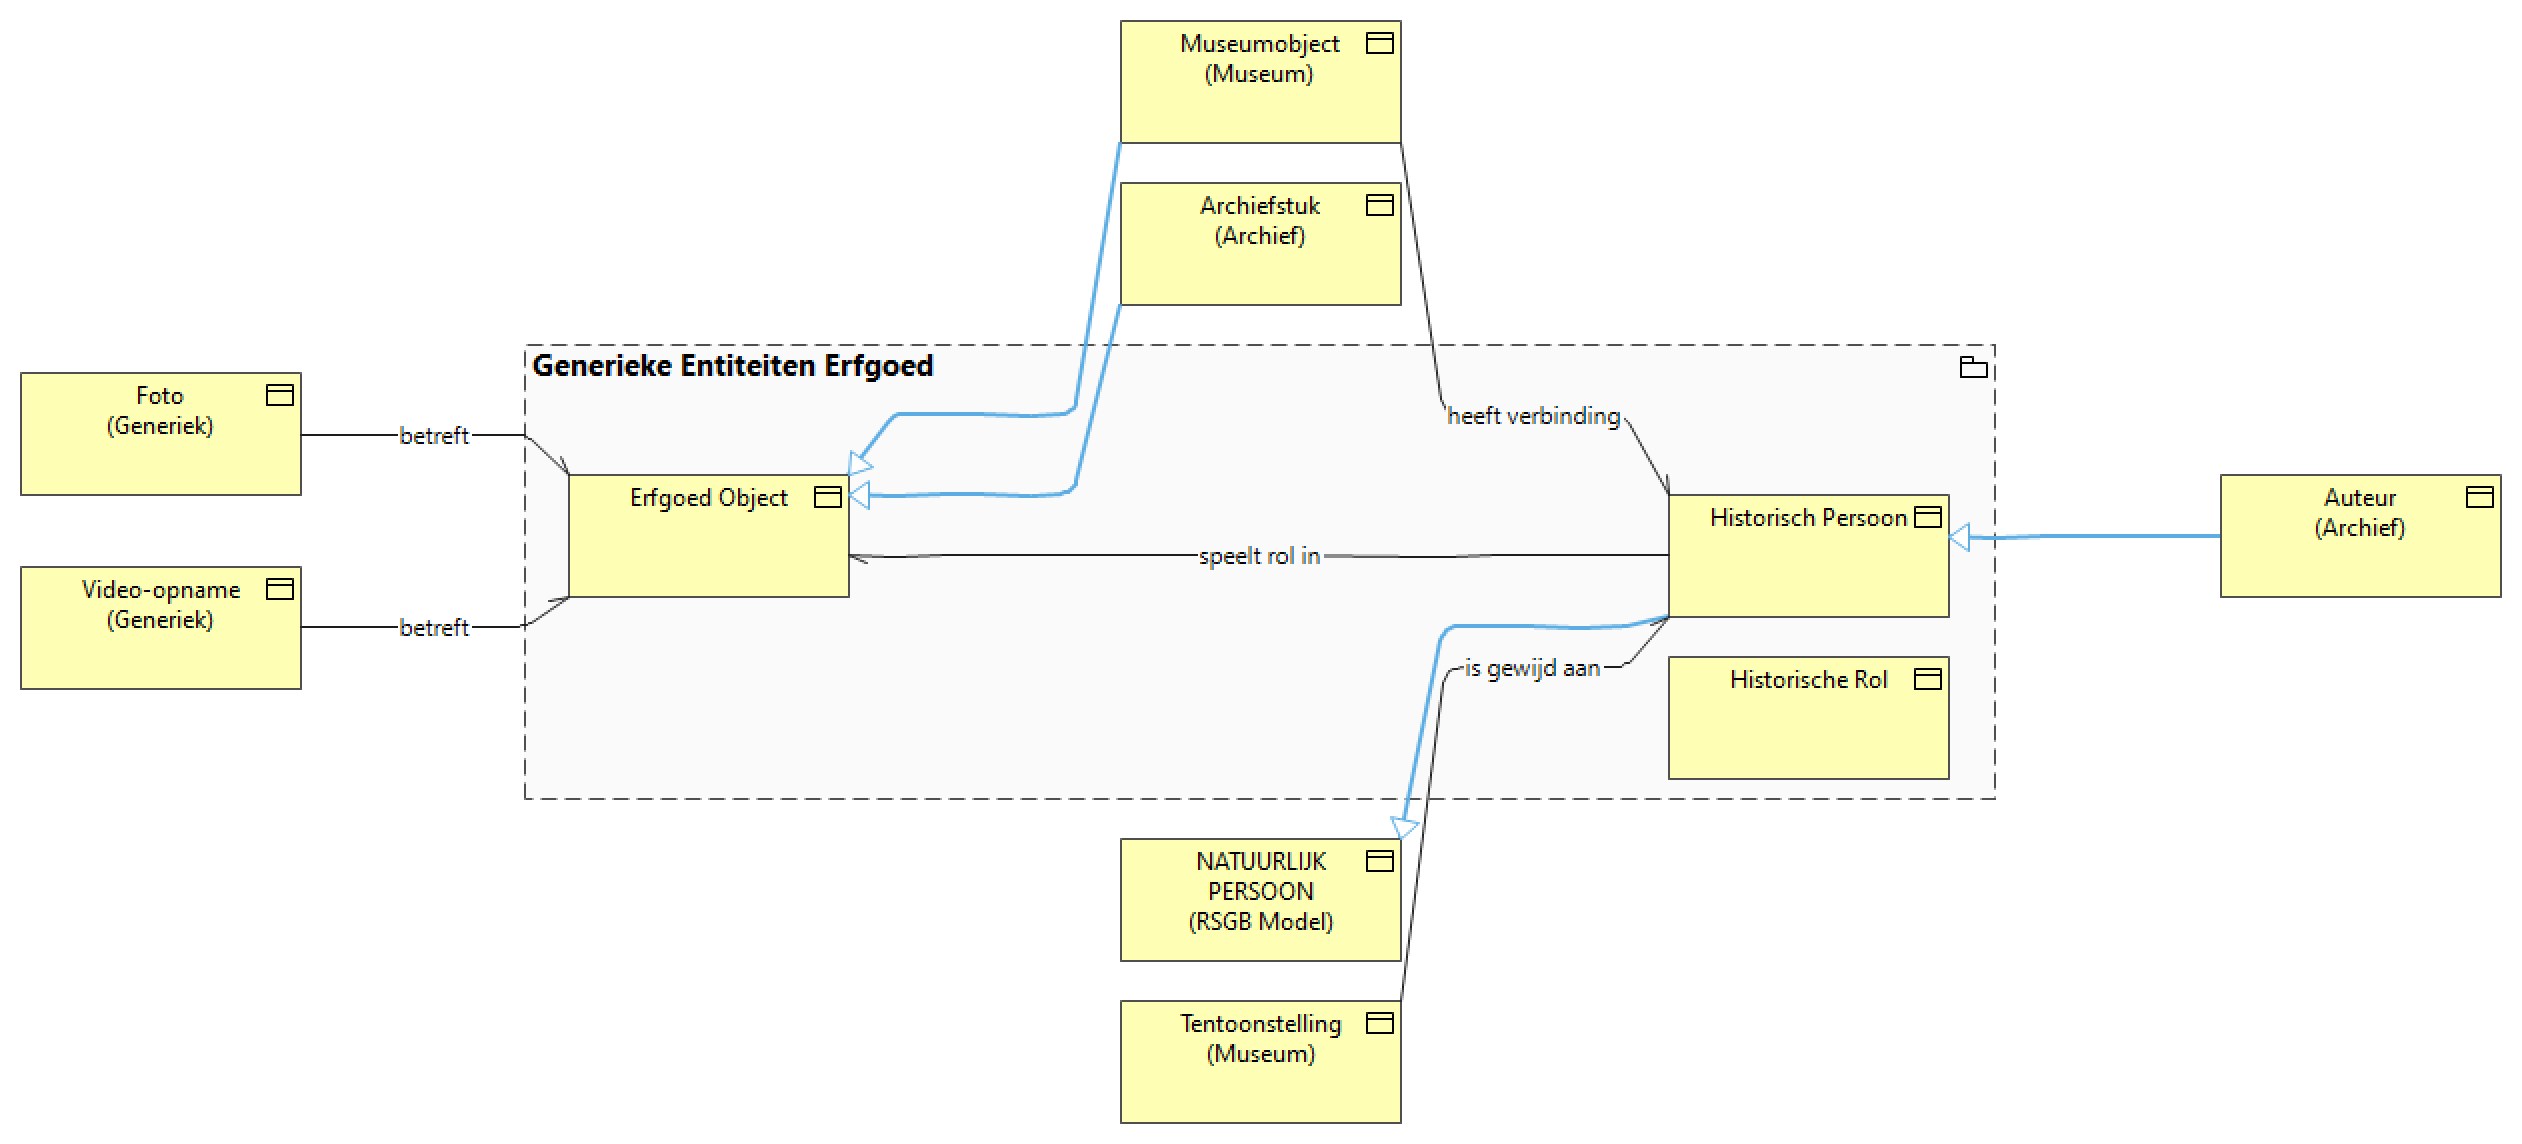 Museumobject
(Museum)
Archiefstuk
(Archief)
Generieke Entiteiten Erfgoed
Foto
(Generiek)
betreft
heeft verbinding
Erfgoed Object
Historisch Persoon
Auteur
(Archief)
speelt rol in
Video-opname
(Generiek)
betreft
is gewijd aan
Historische Rol
NATUURLIJK
PERSOON
(RSGB Model)
Tentoonstelling
(Museum)